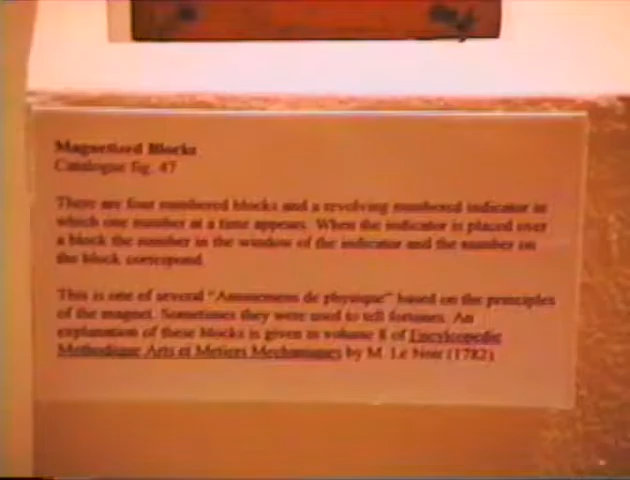 Magnetized Blocks
Catalogue fig. 47
There are four numbered blocks and a revolving numbered indicator in
which one number at a time appears. When the indicator is placed over
a block the number in the window of the indicator and the number on
the block correspond.
This is one of several "Amusemens de physique" based on the principles
of the magnet. Sometimes they were used to tell fortunes. An
explanation of these blocks is given in volume 8 of Encylcopedie
Methodique Arts et Metiers Mechaniques by M. Le Noir (1782)